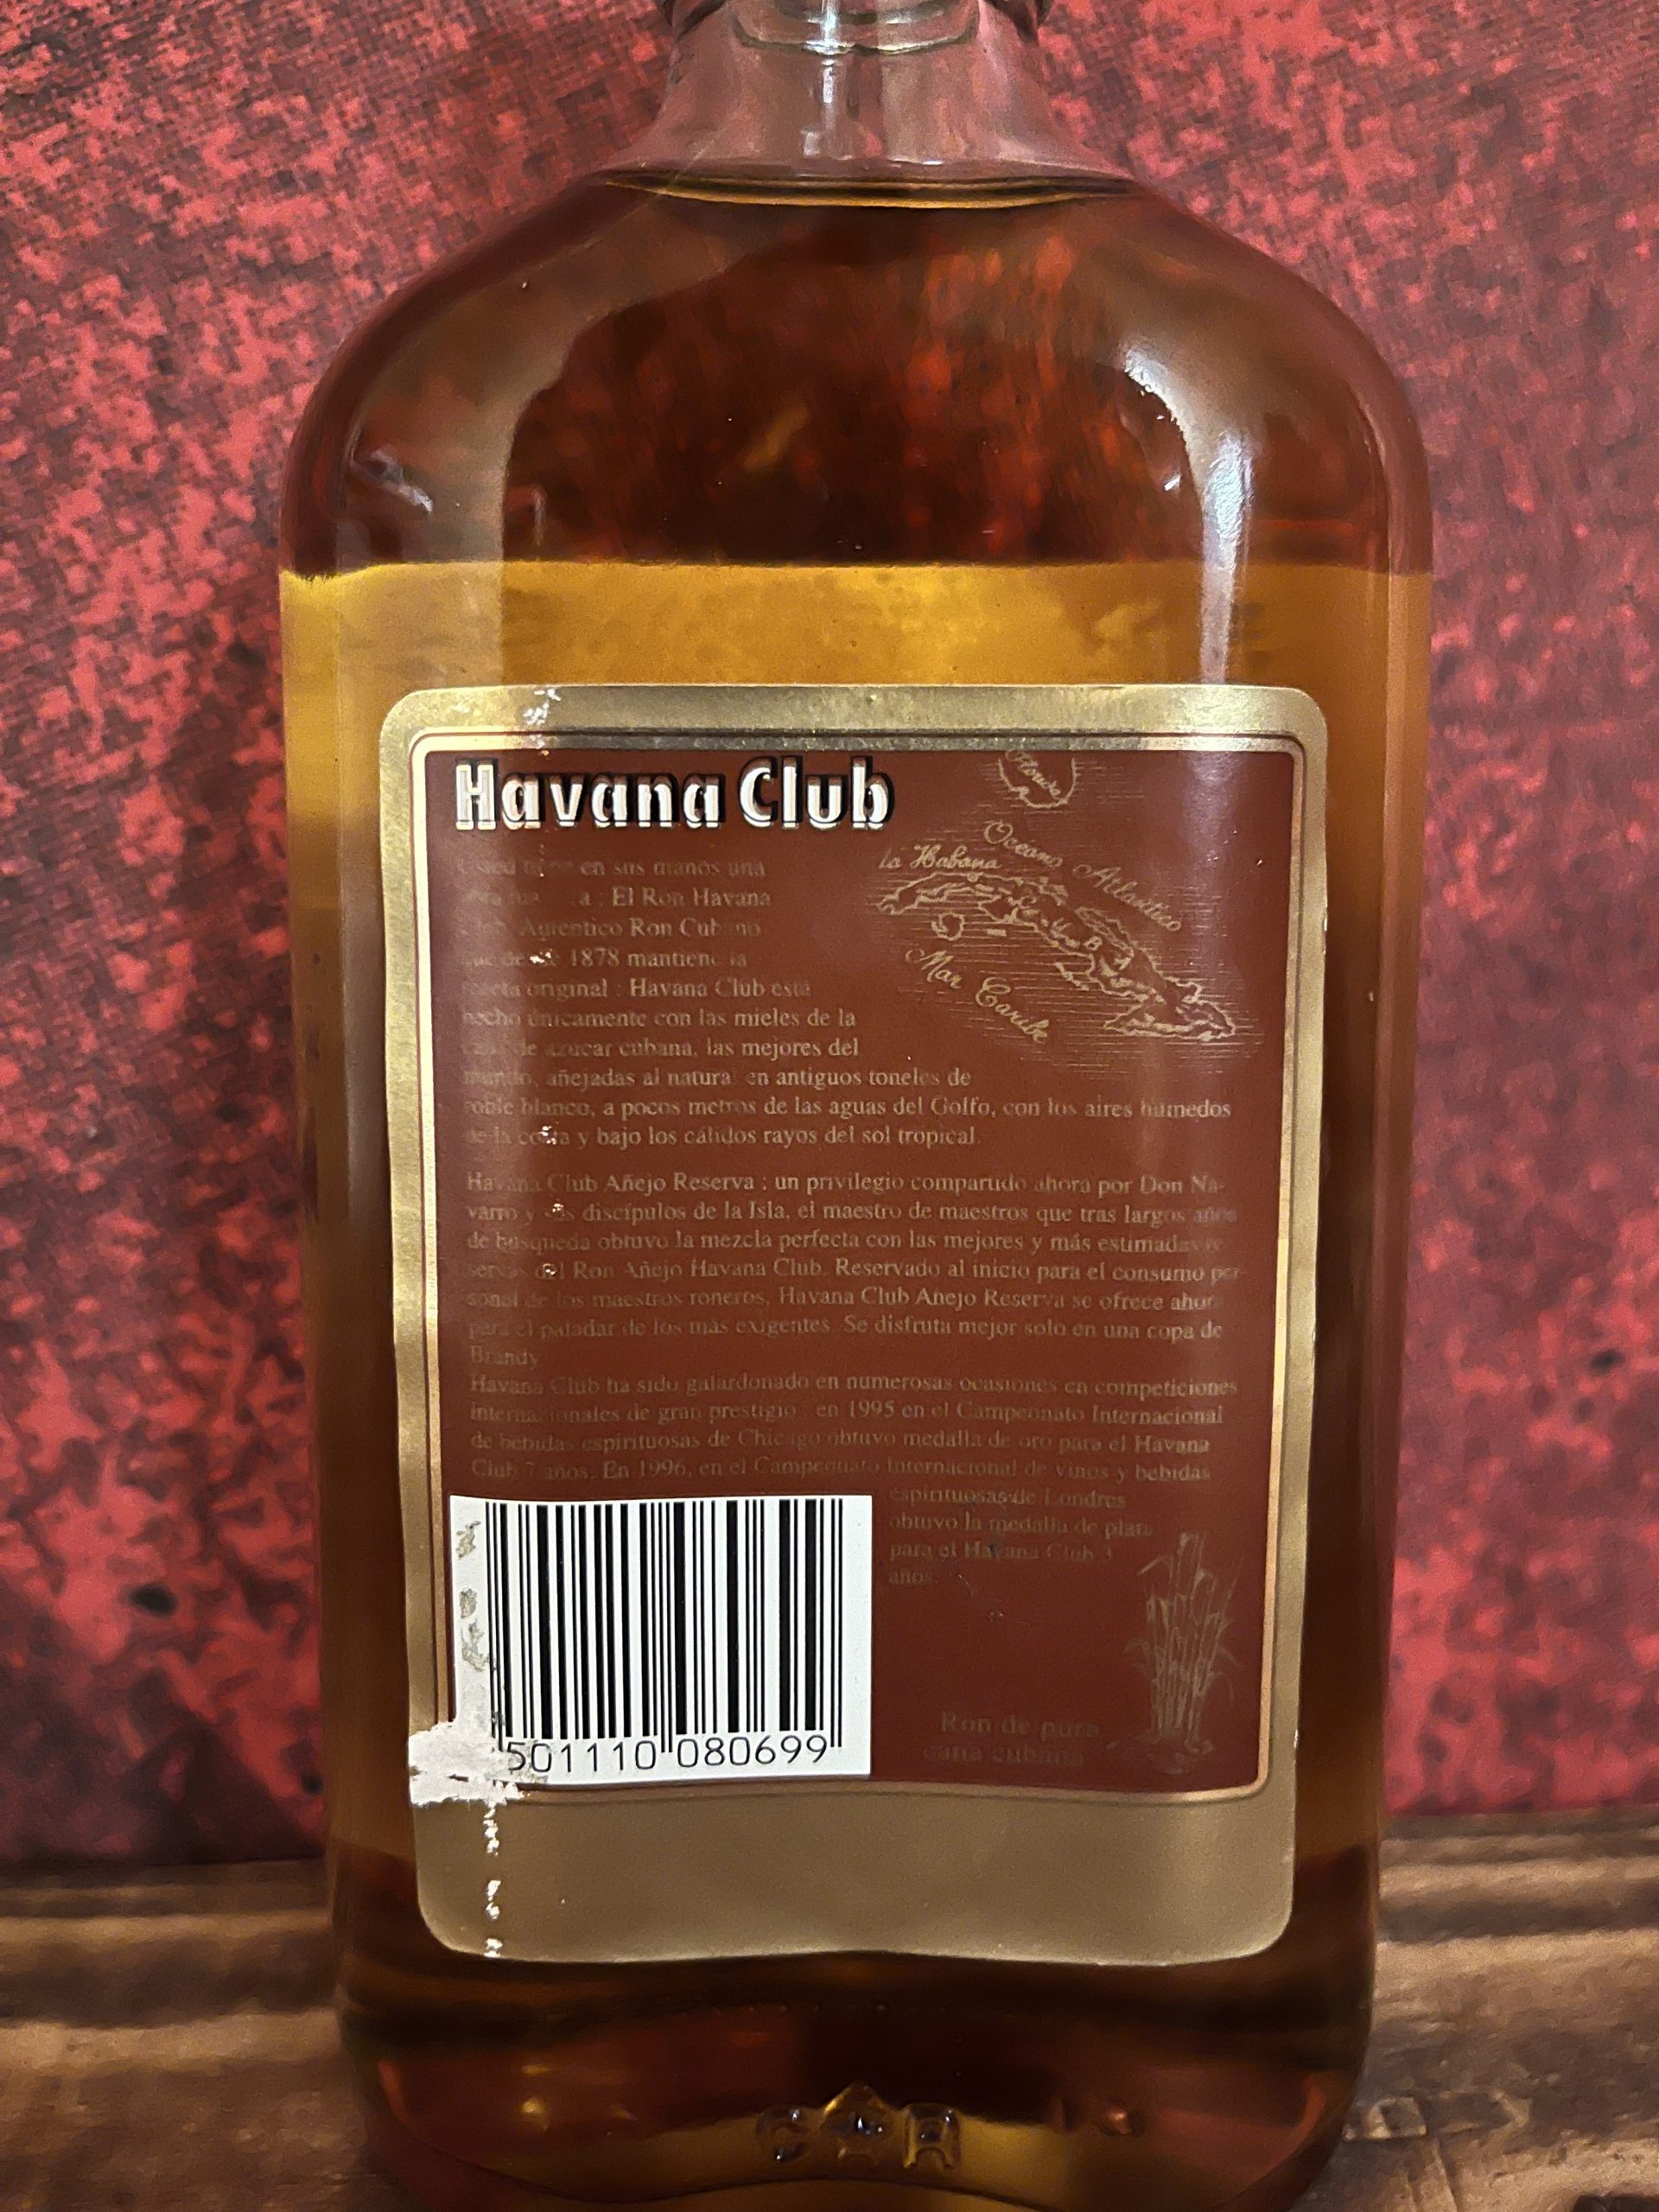 Havana Club
Florida
Oceano Atlantico
la Habana
CUBA
Mar Caribe
en sus manos una
: El Ron Havana
Autentico Ron Cubano
que desde 1878 mantiene la
receta original : Havana Club está
hecho únicamente con las mieles de la
caña de azucar cubana, las mejores del
mundo, añejadas al natural en antiguos toneles de
roble blanco, a pocos metros de las aguas del Golfo, con los aires húmedos
de la costa y bajo los cálidos rayos del sol tropical.
Havana Club Añejo Reserva : un privilegio compartido ahora por Don Na-
varro y sus discípulos de la Isla, el maestro de maestros que tras largos años
de búsqueda obtuvo la mezcla perfecta con las mejores y más estimadas re-
servas del Ron Añejo Havana Club. Reservado al inicio para el consumo per-
sonal de los maestros roneros, Havana Club Añejo Reserva se ofrece ahora
para el paladar de los más exigentes. Se disfruta mejor solo en una copa de
Brandy.
Havana Club ha sido galardonado en numerosas ocasiones en competiciones
internacionales de gran prestigio : en 1995 en el Campeonato Internacional
de bebidas espirituosas de Chicago obtuvo medalla de oro para el Havana
Club 7 años. En 1996, en el Campeonato Internacional de vinos y bebidas
espirituosas de Londres
obtuvo la medalla de plata
para el Havana Club 3
años.
Ron de pura
caña cubana
501110 080699
C R